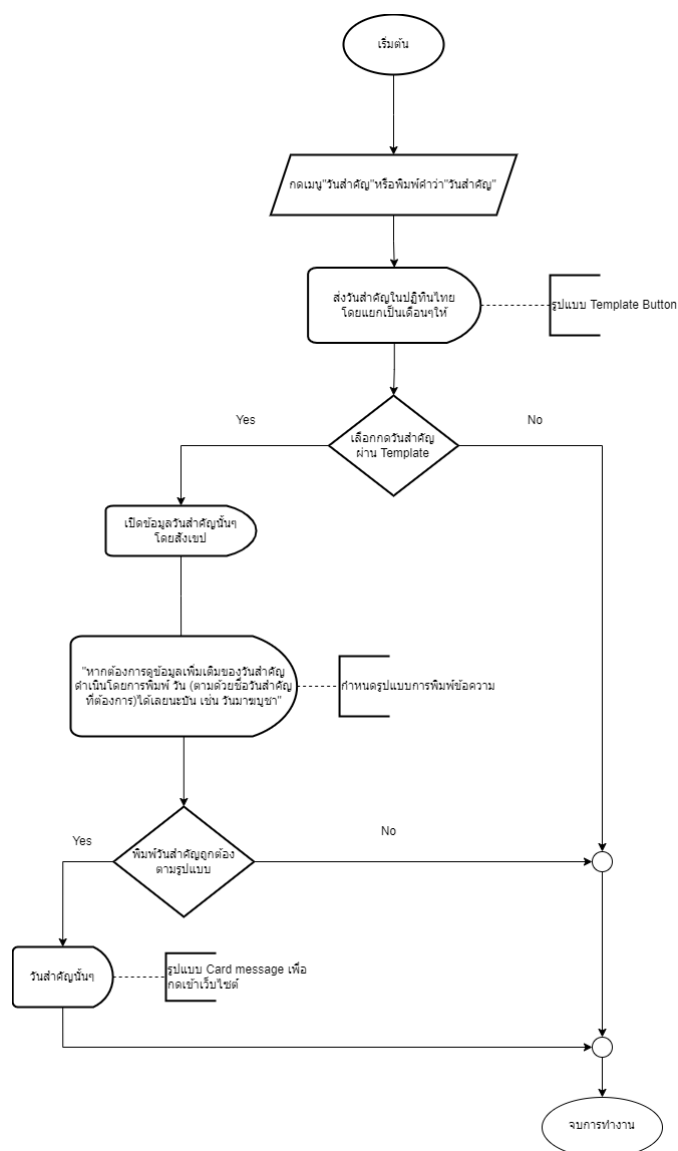 เริ่มต้น
กดเมนู"วันสำคัญ"หรือพิมพ์คำว่า"วันสำคัญ"
ส่งวันสำคัญในปฏิทินไทย
โดยแยกเป็นเดือนๆให้
รูปแบบ Template Button
Yes
No
เลือกกดวันสำคัญ
ผ่าน Template
เปิดข้อมูลวันสำคัญนั้นๆ
โดยสังเขป
"หากต้องการดูข้อมูลเพิ่มเติมของวันสำคัญ
ดำเนินโดยการพิมพ์ วัน (ตามด้วยชื่อวันสำคัญ
ที่ต้องการ)ได้เลยนะบัน เช่น วันมาฆบูชา"
กำหนดรูปแบบการพิมพ์ข้อความ
Yes
No
พิมพ์วันสำคัญถูกต้อง
ตามรูปแบบ
วันสำคัญนั้นๆ
รูปแบบ Card message เพื่อ
กดเข้าเว็บไซต์
จบการทำงาน